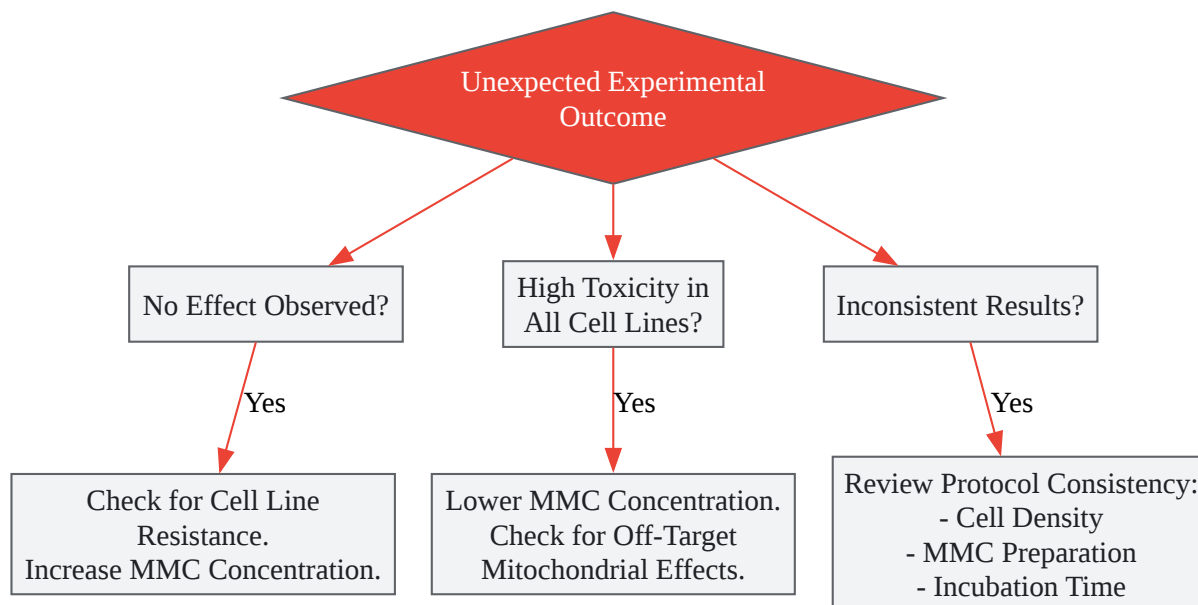 Unexpected Experimental
Outcome
No Effect Observed?
High Toxicity in
All Cell Lines?
Inconsistent Results?
Yes
Yes
Yes
Check for Cell Line
Resistance.
Increase MMC Concentration.
Lower MMC Concentration.
Check for Off-Target
Mitochondrial Effects.
Review Protocol Consistency:
- Cell Density
- MMC Preparation
- Incubation Time